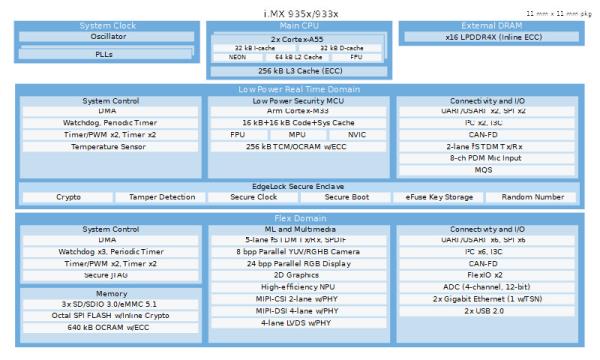 i.MX 935x/933x
11 mm x 11 mm pkg
System Clock
Oscillator
PLLs
Main CPU
2x Cortex-A55
32 kB I-cache
32 kB D-cache
NEON
64 kB L2 Cache
FPU
256 kB L3 Cache (ECC)
External DRAM
x16 LPDDR4X (Inline ECC)
Low Power Real Time Domain
System Control
DMA
Watchdog, Periodic Timer
Timer/PWM x2, Timer x2
Temperature Sensor
Low Power Security MCU
Arm Cortex-M33
16 kB+16 kB Code+Sys Cache
FPU
MPU
NVIC
256 kB TCM/OCRAM w/ECC
Connectivity and I/O
UART/USART x2, SPI x2
I²C x2, I3C
CAN-FD
2-lane I²S TDM Tx/Rx
8-ch PDM Mic Input
MQS
EdgeLock Secure Enclave
Crypto
Tamper Detection
Secure Clock
Secure Boot
eFuse Key Storage
Random Number
Flex Domain
System Control
DMA
Watchdog x3, Periodic Timer
Timer/PWM x2, Timer x2
Secure JTAG
Memory
3x SD/SDIO 3.0/eMMC 5.1
Octal SPI FLASH w/Inline Crypto
640 kB OCRAM w/ECC
ML and Multimedia
5-lane I²S TDM Tx/Rx, SPDIF
8 bpp Parallel YUV/RGHB Camera
24 bpp Parallel RGB Display
2D Graphics
High-efficiency NPU
MIPI-CSI 2-lane w/PHY
MIPI-DSI 4-lane w/PHY
4-lane LVDS w/PHY
Connectivity and I/O
UART/USART x6, SPI x6
I²C x6, I3C
CAN-FD
FlexIO x2
ADC (4-channel, 12-bit)
2x Gigabit Ethernet (1 w/TSN)
2x USB 2.0